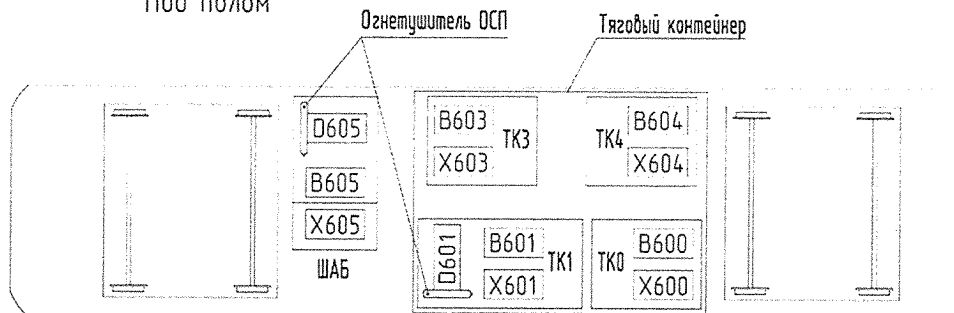 Под полом
Огнетушитель ОСП
Тяговый контейнер
D605
B605
X605
ШАБ
B603
X603
ТК3
ТК4
B604
X604
D601
B601
X601
ТК1
ТК0
B600
X600